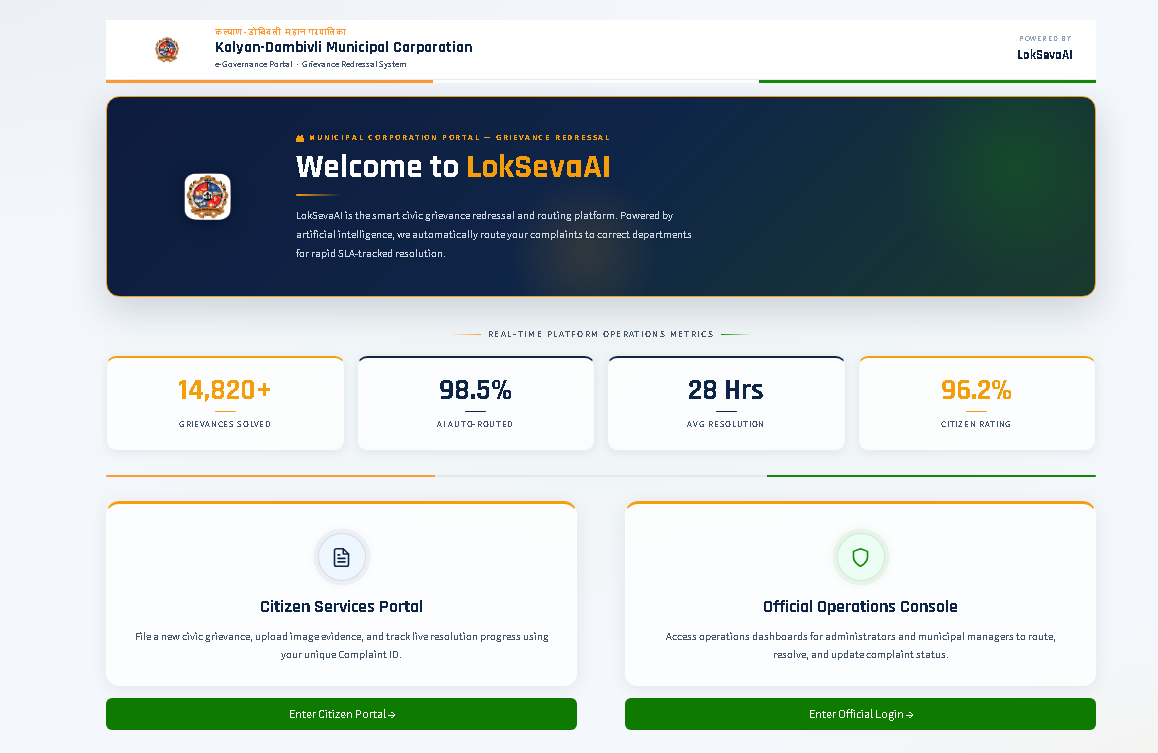 कल्याण-डोंबिवली महानगरपालिका
Kalyan-Dombivli Municipal Corporation
e-Governance Portal · Grievance Redressal System
POWERED BY
LokSevaAI
MUNICIPAL CORPORATION PORTAL — GRIEVANCE REDRESSAL
Welcome to LokSevaAI
LokSevaAI is the smart civic grievance redressal and routing platform. Powered by
artificial intelligence, we automatically route your complaints to correct departments
for rapid SLA-tracked resolution.
REAL-TIME PLATFORM OPERATIONS METRICS
14,820+
GRIEVANCES SOLVED
98.5%
AI AUTO-ROUTED
28 Hrs
AVG RESOLUTION
96.2%
CITIZEN RATING
Citizen Services Portal
File a new civic grievance, upload image evidence, and track live resolution progress using
your unique Complaint ID.
Enter Citizen Portal →
Official Operations Console
Access operations dashboards for administrators and municipal managers to route,
resolve, and update complaint status.
Enter Official Login →